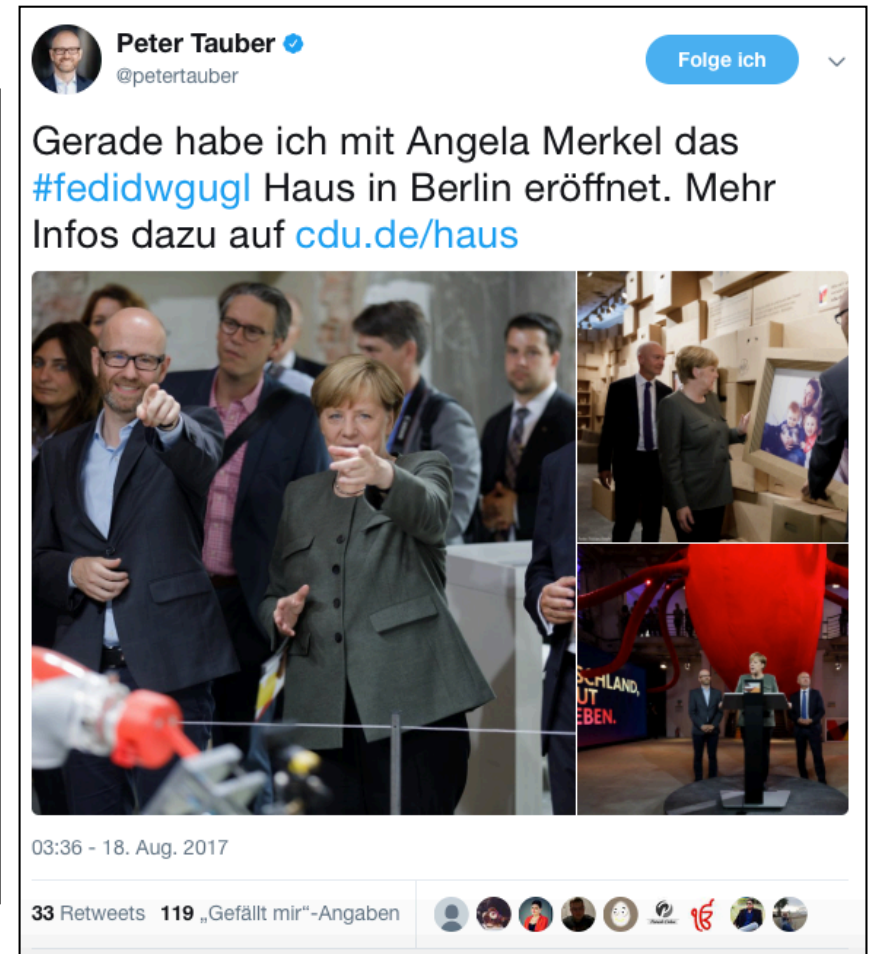 Peter Tauber
@petertauber
Folge ich
Gerade habe ich mit Angela Merkel das
#fedidwgugl Haus in Berlin eröffnet. Mehr
Infos dazu auf cdu.de/haus
SCHLAND,
UT
EBEN.
03:36 - 18. Aug. 2017
33 Retweets 119 „Gefällt mir“-Angaben